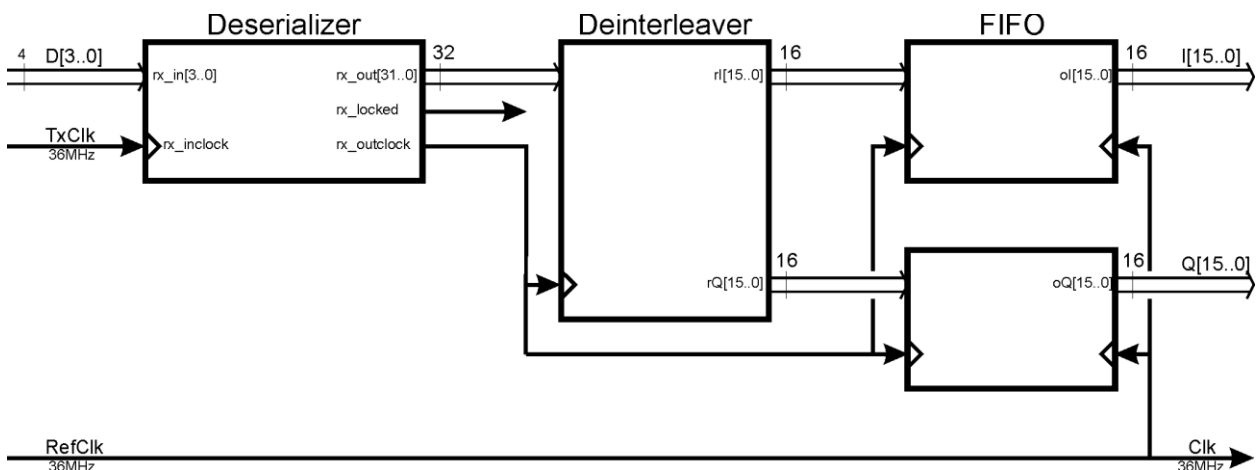 Deserializer
Deinterleaver
FIFO
4
D[3..0]
32
16
16
I[15..0]
rx_in[3..0]
rx_out[31..0]
rI[15..0]
oI[15..0]
rx_locked
TxClk
36MHz
rx_inclock
rx_outclock
16
16
Q[15..0]
rQ[15..0]
oQ[15..0]
RefClk
36MHz
Clk
36MHz